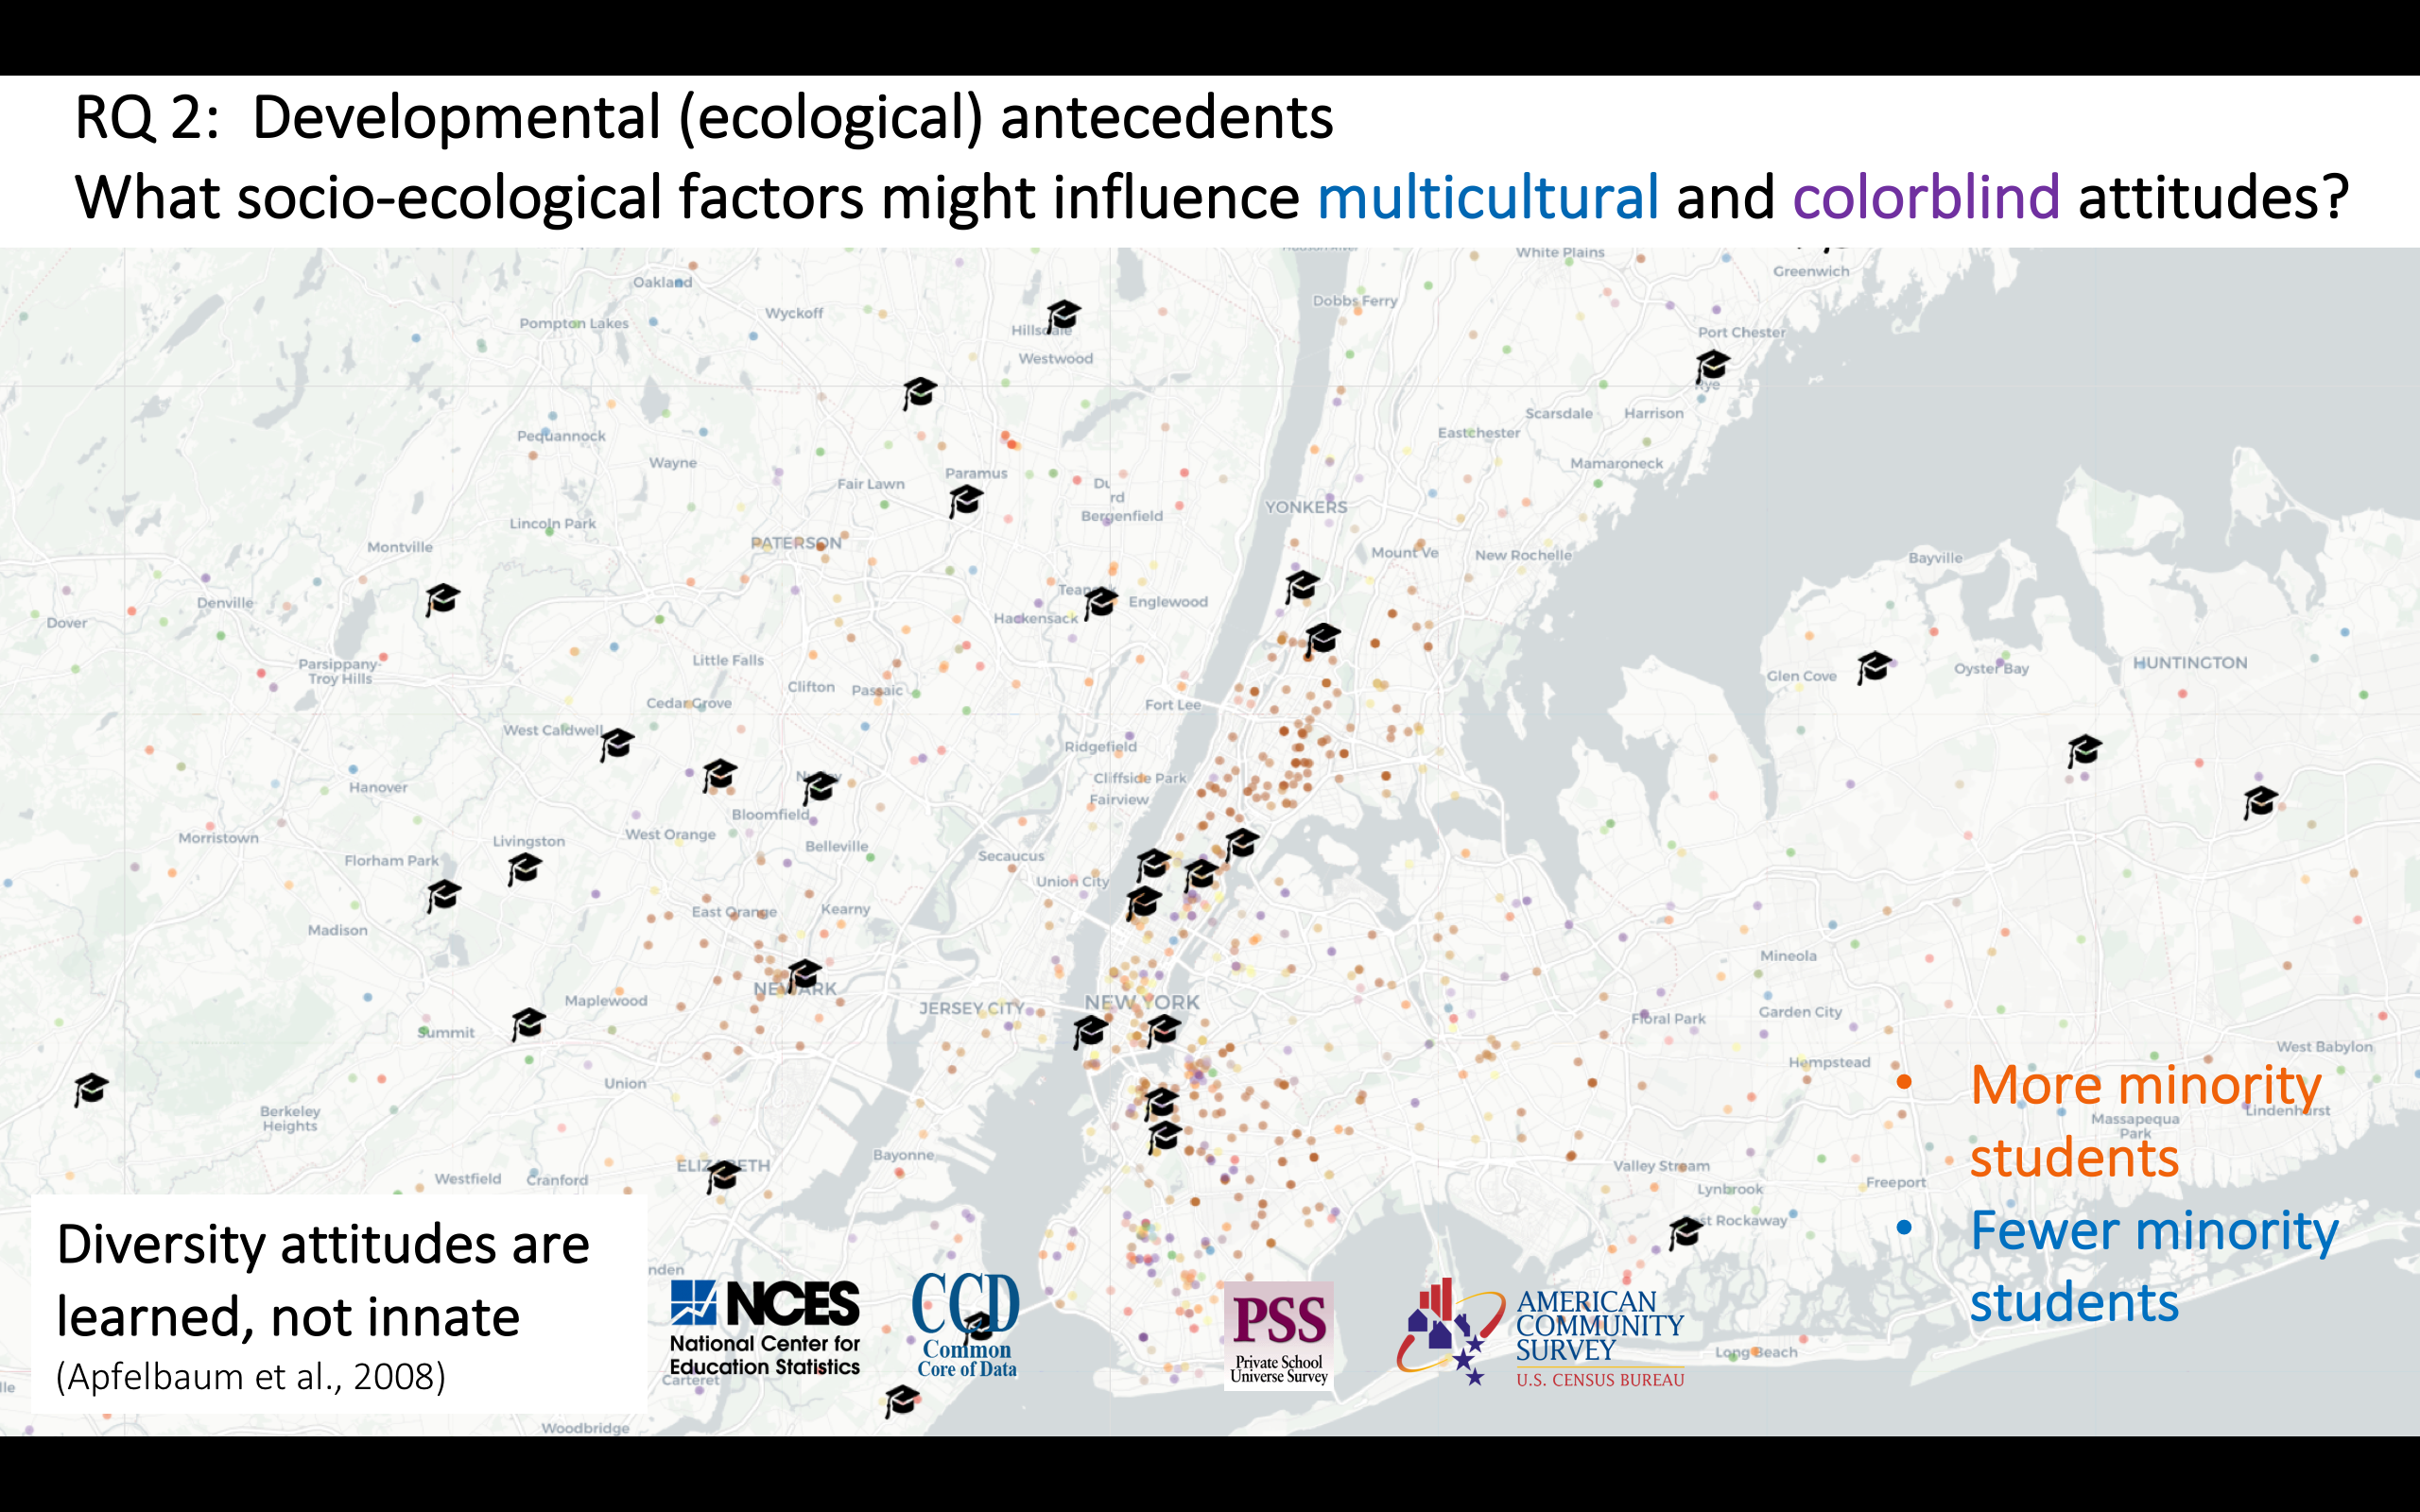 RQ 2:  Developmental (ecological) antecedents
What socio-ecological factors might influence multicultural and colorblind attitudes?
White Plains
Greenwich
Oakland
Dobbs Ferry
Wyckoff
Pompton Lakes
Hillsdale
Port Chester
Westwood
Rye
Scarsdale
Harrison
Eastchester
Pequannock
Wayne
Mamaroneck
Paramus
Fair Lawn
Bergenfield
YONKERS
Lincoln Park
PATERSON
Montville
Mount Ve
New Rochelle
Bayville
Englewood
Denville
Hackensack
Dover
Parsippany-
Troy Hills
Little Falls
HUNTINGTON
Oyster Bay
Glen Cove
Clifton
Passaic
Cedar Grove
Fort Lee
West Caldwell
Ridgefield
Cliffside Park
Hanover
Fairview
Bloomfield
West Orange
Morristown
Livingston
Belleville
Florham Park
Secaucus
Union City
East Orange
Kearny
Madison
Mineola
NEWARK
Maplewood
JERSEY CITY
NEW YORK
Garden City
Floral Park
Summit
West Babylon
Hempstead
Union
Berkeley
Heights
• More minority
students
Massapequa
Park
Lindenhurst
Bayonne
ELIZABETH
Valley Stream
Westfield
Cranford
Lynbrook
Freeport
East Rockaway
• Fewer minority
students
Diversity attitudes are
learned, not innate
(Apfelbaum et al., 2008)
NCES
National Center for
Education Statistics
CCD
Common
Core of Data
PSS
Private School
Universe Survey
AMERICAN
COMMUNITY
SURVEY
U.S. CENSUS BUREAU
Long Beach
Carteret
Woodbridge